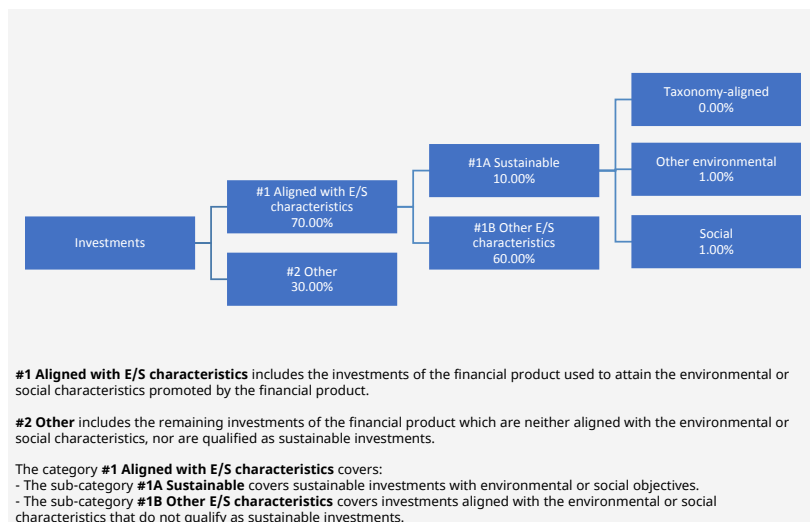 Taxonomy-aligned
0.00%
#1A Sustainable
10.00%
Other environmental
1.00%
#1 Aligned with E/S
characteristics
70.00%
#1B Other E/S
characteristics
60.00%
Social
1.00%
Investments
#2 Other
30.00%
#1 Aligned with E/S characteristics includes the investments of the financial product used to attain the environmental or
social characteristics promoted by the financial product.
#2 Other includes the remaining investments of the financial product which are neither aligned with the environmental or
social characteristics, nor are qualified as sustainable investments.
The category #1 Aligned with E/S characteristics covers:
- The sub-category #1A Sustainable covers sustainable investments with environmental or social objectives.
- The sub-category #1B Other E/S characteristics covers investments aligned with the environmental or social
characteristics that do not qualify as sustainable investments.